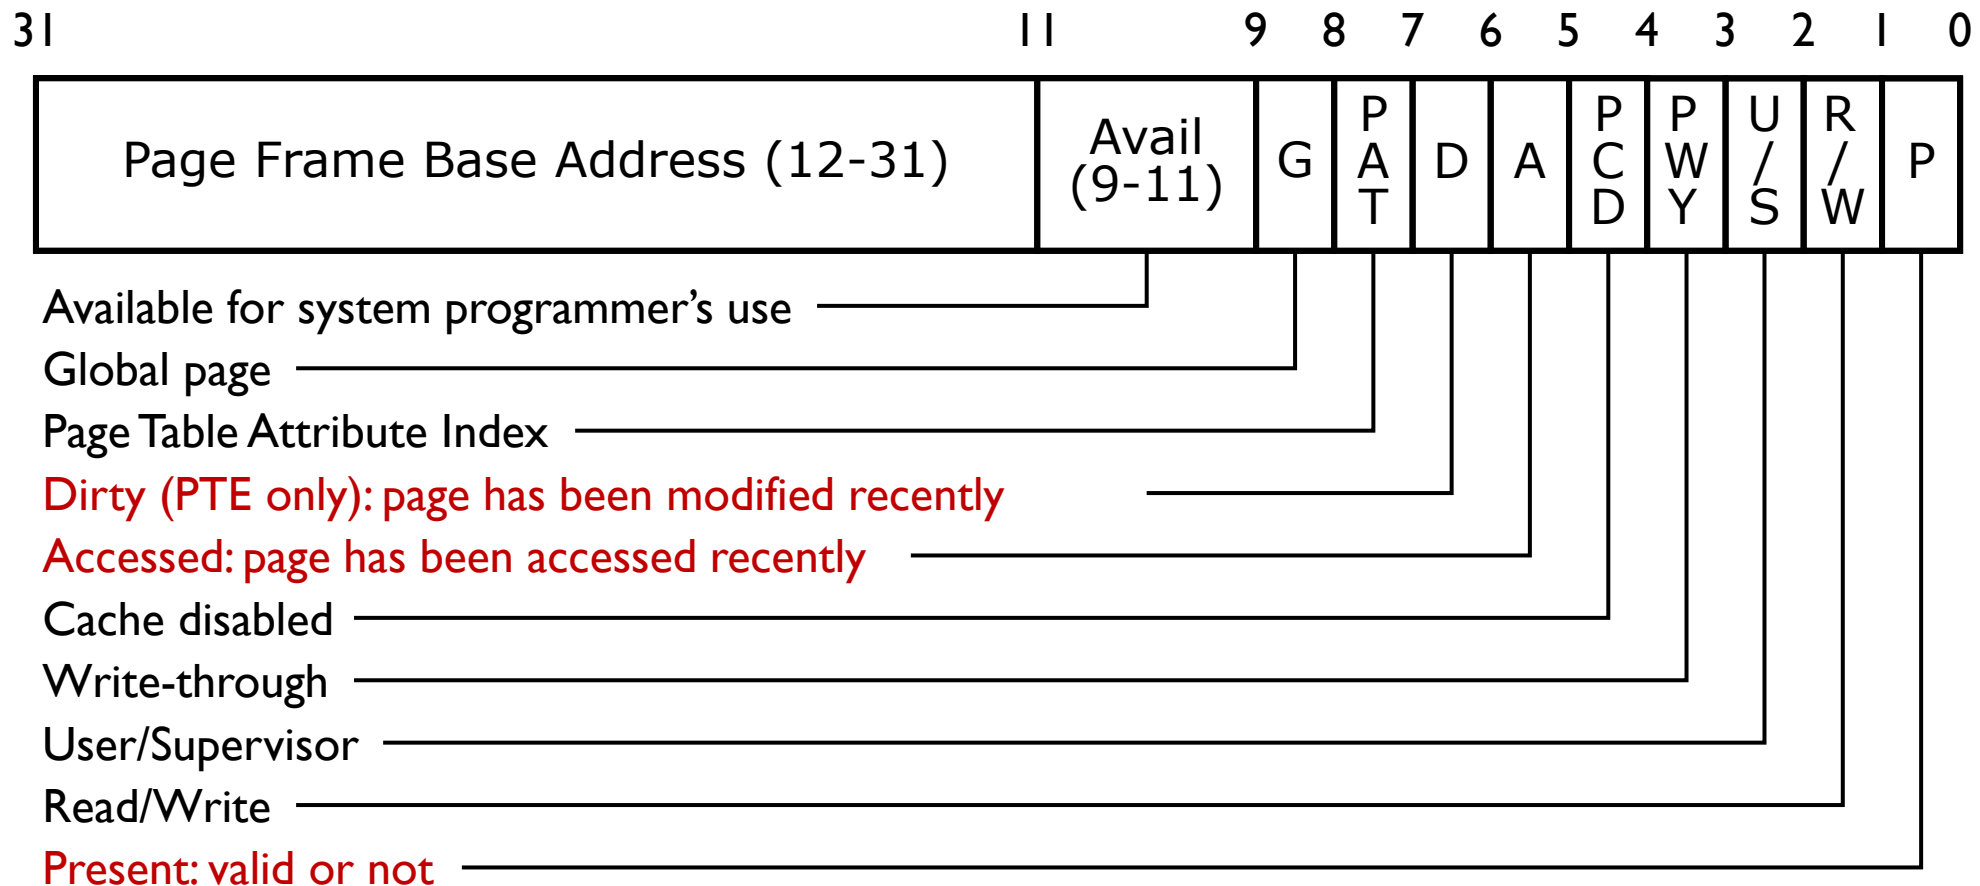 31 11 9 8 7 6 5 4 3 2 1 0
Page Frame Base Address (12-31)
Avail
(9-11)
G
P
A
T
D
A
P
C
D
P
W
Y
U
/
S
R
/
W
P
Available for system programmer’s use
Global page
Page Table Attribute Index
Dirty (PTE only): page has been modified recently
Accessed: page has been accessed recently
Cache disabled
Write-through
User/Supervisor
Read/Write
Present: valid or not